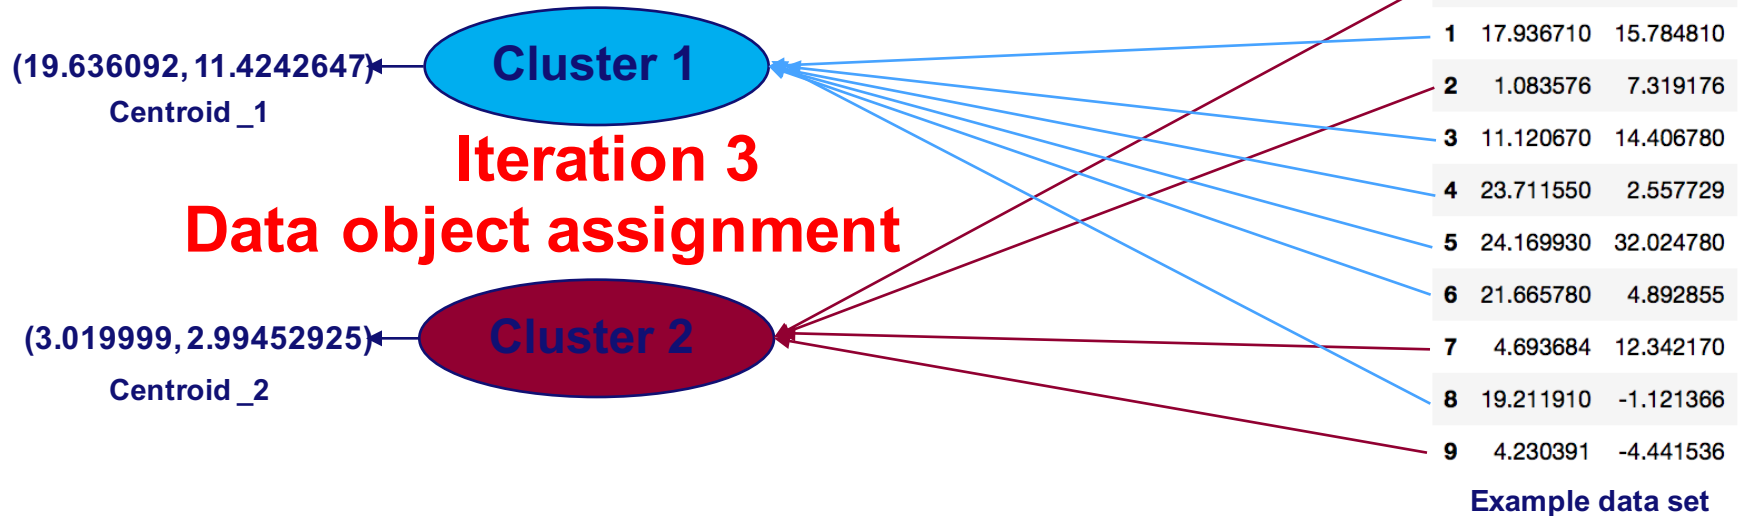 (19.636092, 11.4242647)
Centroid _1
Cluster 1
Iteration 3
Data object assignment
(3.019999, 2.99452925)
Centroid _2
Cluster 2
1 17.936710 15.784810
2 1.083576 7.319176
3 11.120670 14.406780
4 23.711550 2.557729
5 24.169930 32.024780
6 21.665780 4.892855
7 4.693684 12.342170
8 19.211910 -1.121366
9 4.230391 -4.441536
Example data set